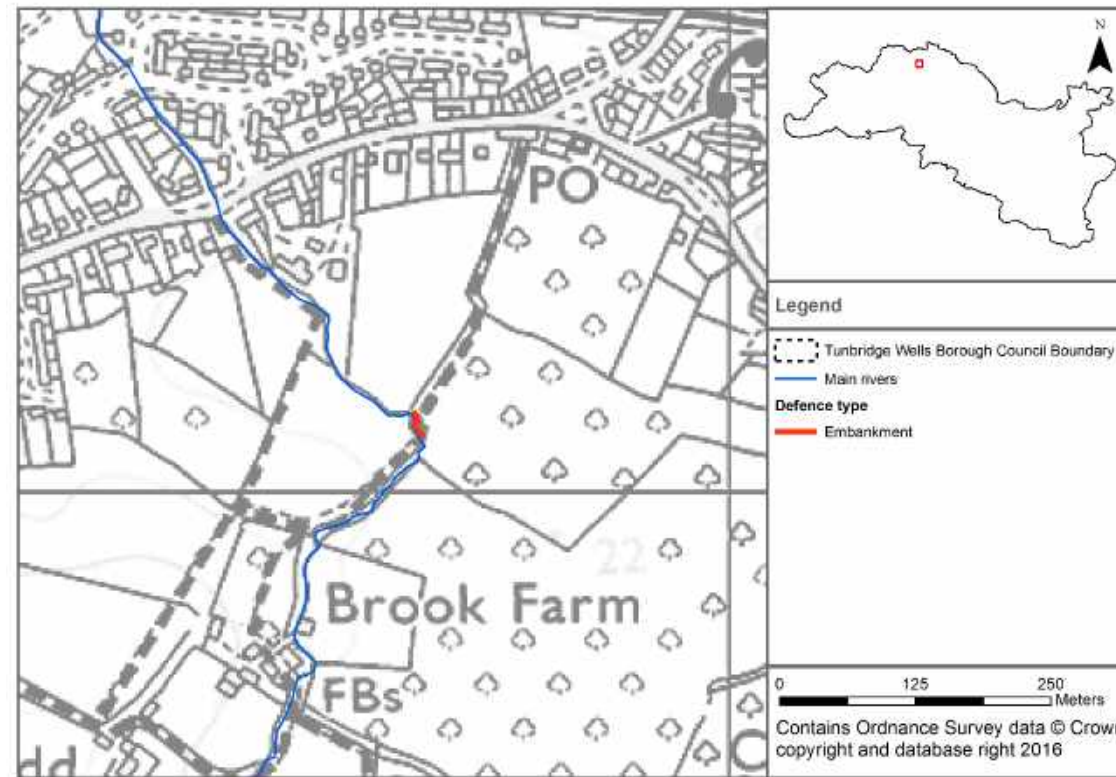 PO
22
Brook Farm
FBs
dd
C
N
Legend
Tunbridge Wells Borough Council Boundary
Main rivers
Defence type
Embankment
0 125 250
Meters
Contains Ordnance Survey data © Crown
copyright and database right 2016